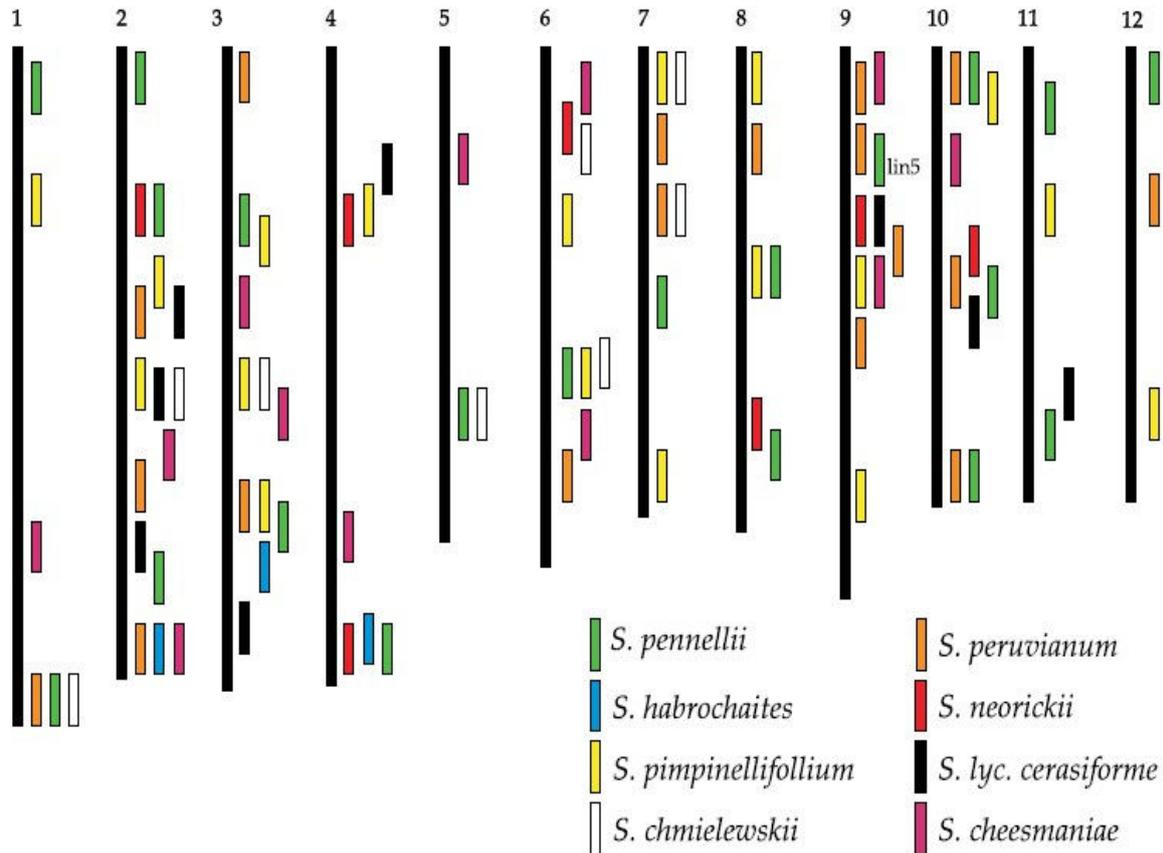 1 2 3 4 5 6 7 8 9 10 11 12
lin5
S. pennellii
S. habrochaites
S. pimpinellifollium
S. chmielewskii
S. peruvianum
S. neorickii
S. lyc. cerasiforme
S. cheesmaniae